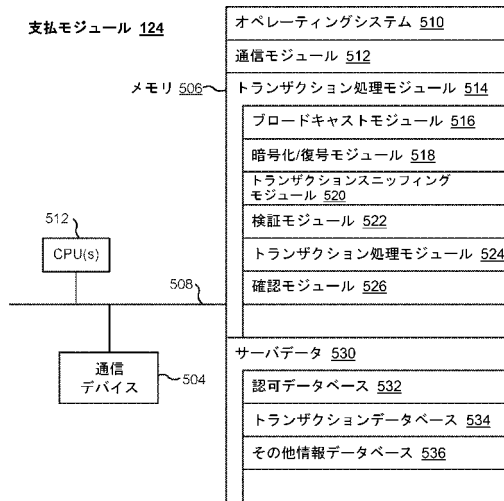 支払モジュール 124
オペレーティングシステム 510
通信モジュール 512
メモリ 506
トランザクション処理モジュール 514
ブロードキャストモジュール 516
暗号化/復号モジュール 518
トランザクションスニッフィング
モジュール 520
検証モジュール 522
512
CPU(s)
トランザクション処理モジュール 524
確認モジュール 526
508
サーバデータ 530
通信
デバイス
504
認可データベース 532
トランザクションデータベース 534
その他情報データベース 536